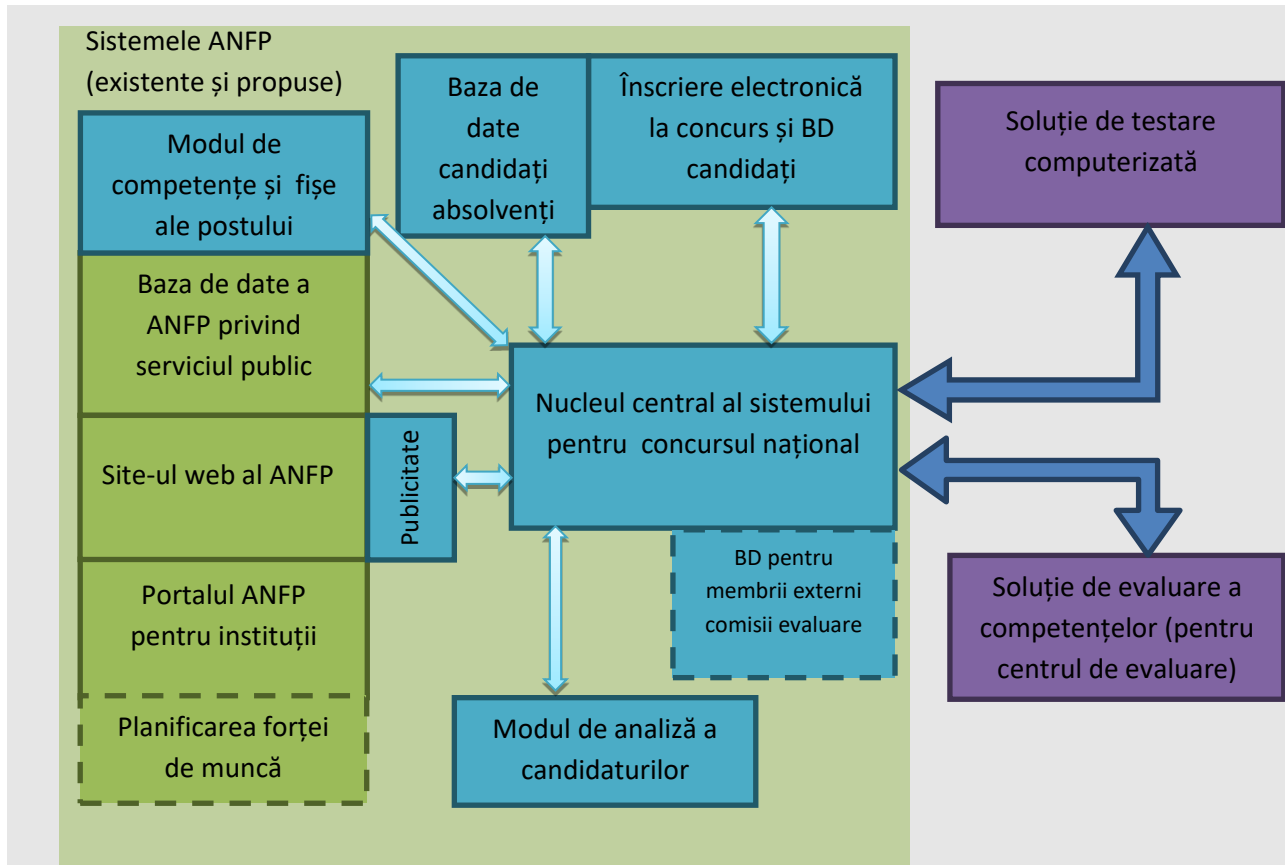 Sistemele ANFP
(existente și propuse)
Baza de
date
candidați
absolvenți
Înscriere electronică
la concurs și BD
candidați
Soluție de testare
computerizată
Modul de
competențe și fișe
ale postului
Baza de date a
ANFP privind
serviciul public
Nucleul central al sistemului
pentru concursul național
Site-ul web al ANFP
Publicitate
BD pentru
membrii externi
comisii evaluare
Soluție de evaluare a
competențelor (pentru
centrul de evaluare)
Portalul ANFP
pentru instituții
Planificarea forței
de muncă
Modul de analiză a
candidaturilor